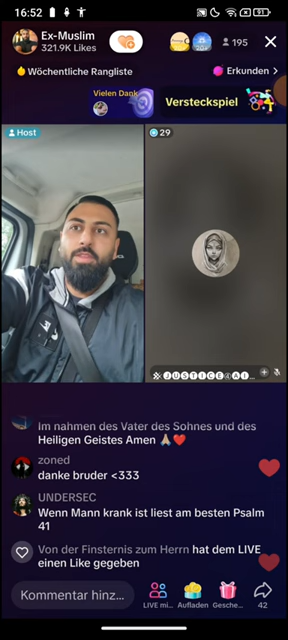 16:52
91
Ex-Muslim
321.9K Likes
20+
195
Wöchentliche Rangliste
Erkunden >
Vielen Dank
Versteckspiel
Host
29
JUSTICE④AI...
Im nahmen des Vater des Sohnes und des
Heiligen Geistes Amen 🙏🏼❤️
zoned
danke bruder <333
UNDERSEC
Wenn Mann krank ist liest am besten Psalm
41
Von der Finsternis zum Herrn hat dem LIVE
einen Like gegeben
Kommentar hinz...
LIVE mi...
Aufladen
Gesche...
42